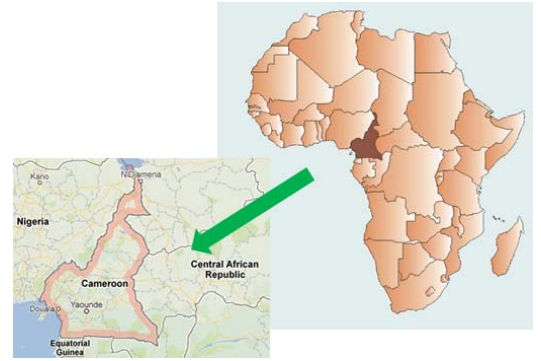 Kano
N'Djamena
Nigeria
Central African
Republic
Cameroon
Douala
Yaounde
Equatorial
Guinea